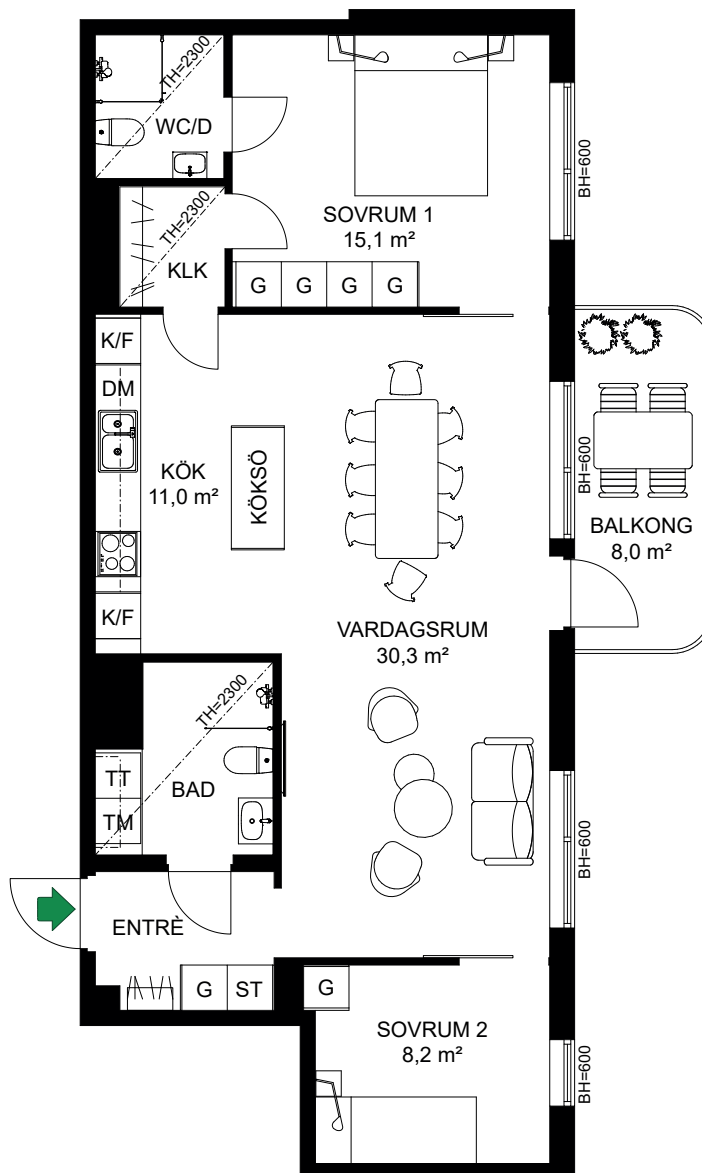 TH=2300
WC/D
BH=600
SOVRUM 1
15,1 m²
TH=2300
KLK
G G G G
K/F
DM
KÖK
11,0 m²
KÖKSÖ
BH=600
BALKONG
8,0 m²
K/F
VARDAGSRUM
30,3 m²
TH=2300
TT
BAD
TM
BH=600
ENTRÈ
G ST
G
SOVRUM 2
8,2 m²
BH=600